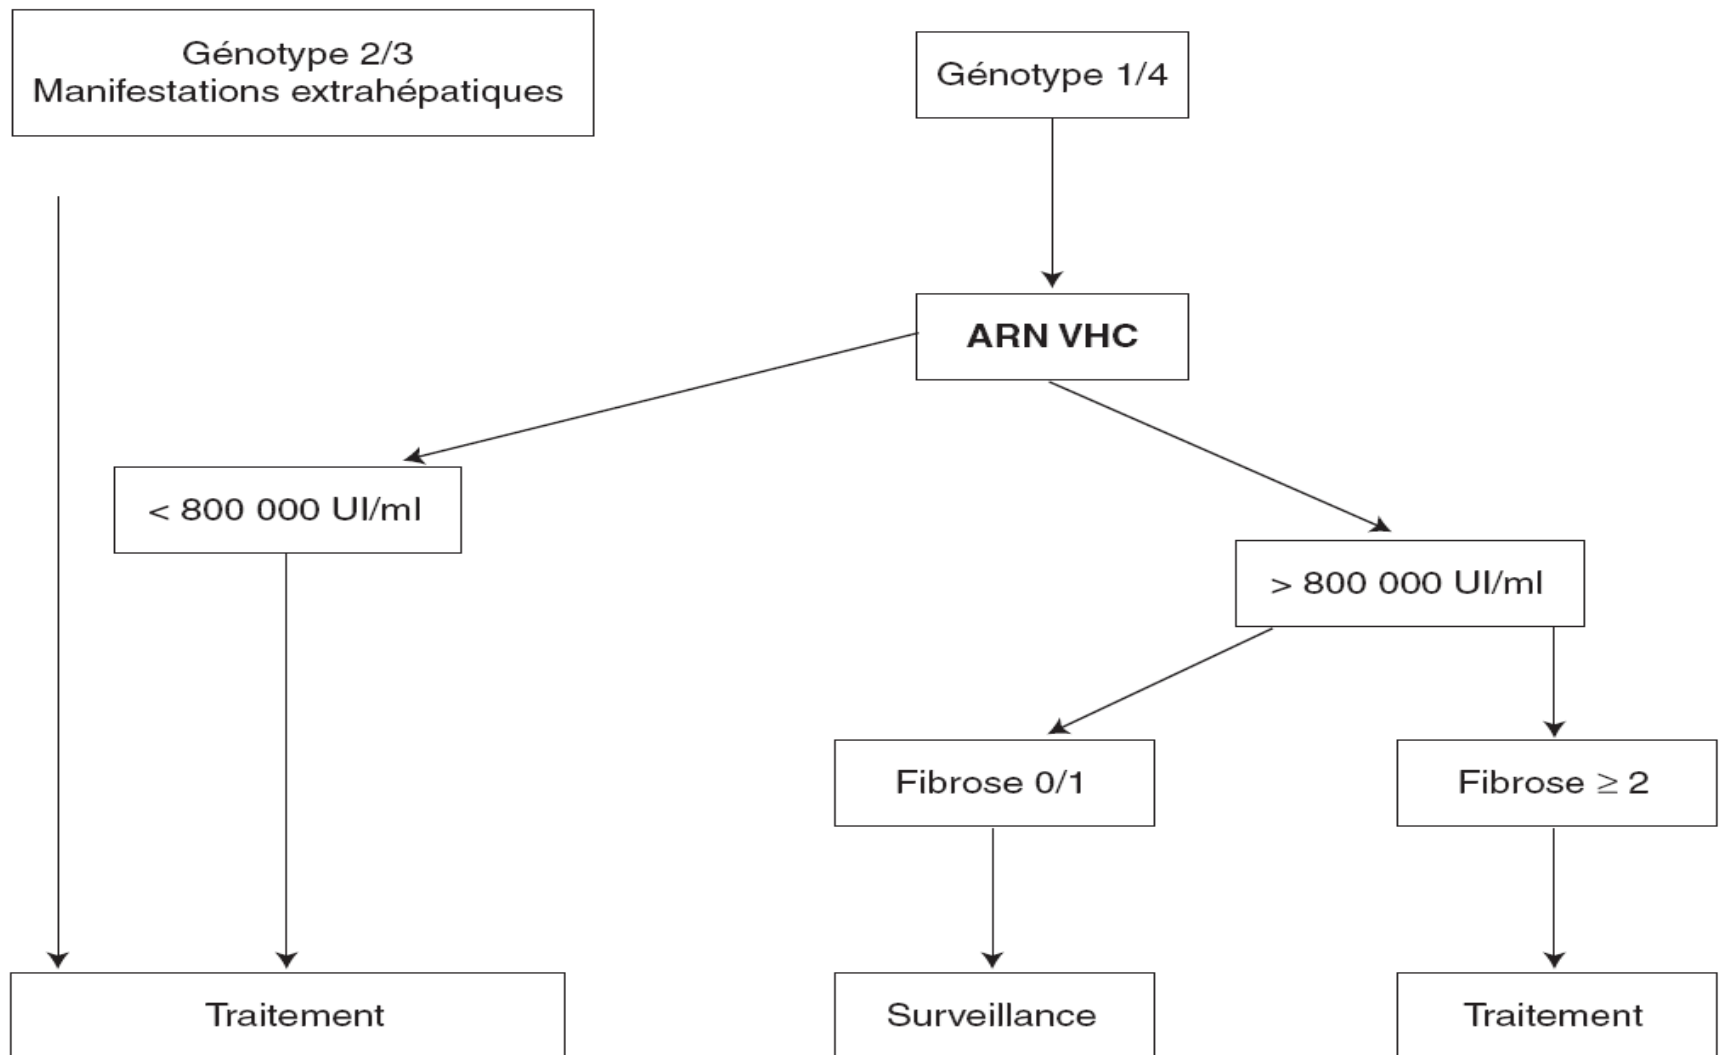 Génotype 2/3
Manifestations extrahépatiques
Génotype 1/4
ARN VHC
< 800 000 UI/ml
> 800 000 UI/ml
Fibrose 0/1
Fibrose ≥ 2
Traitement
Surveillance
Traitement